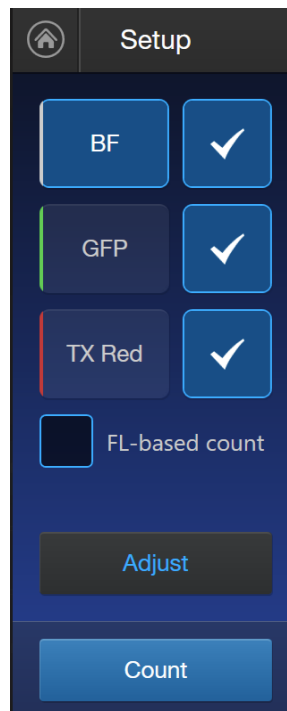 Setup
BF
GFP
TX Red
FL-based count
Adjust
Count